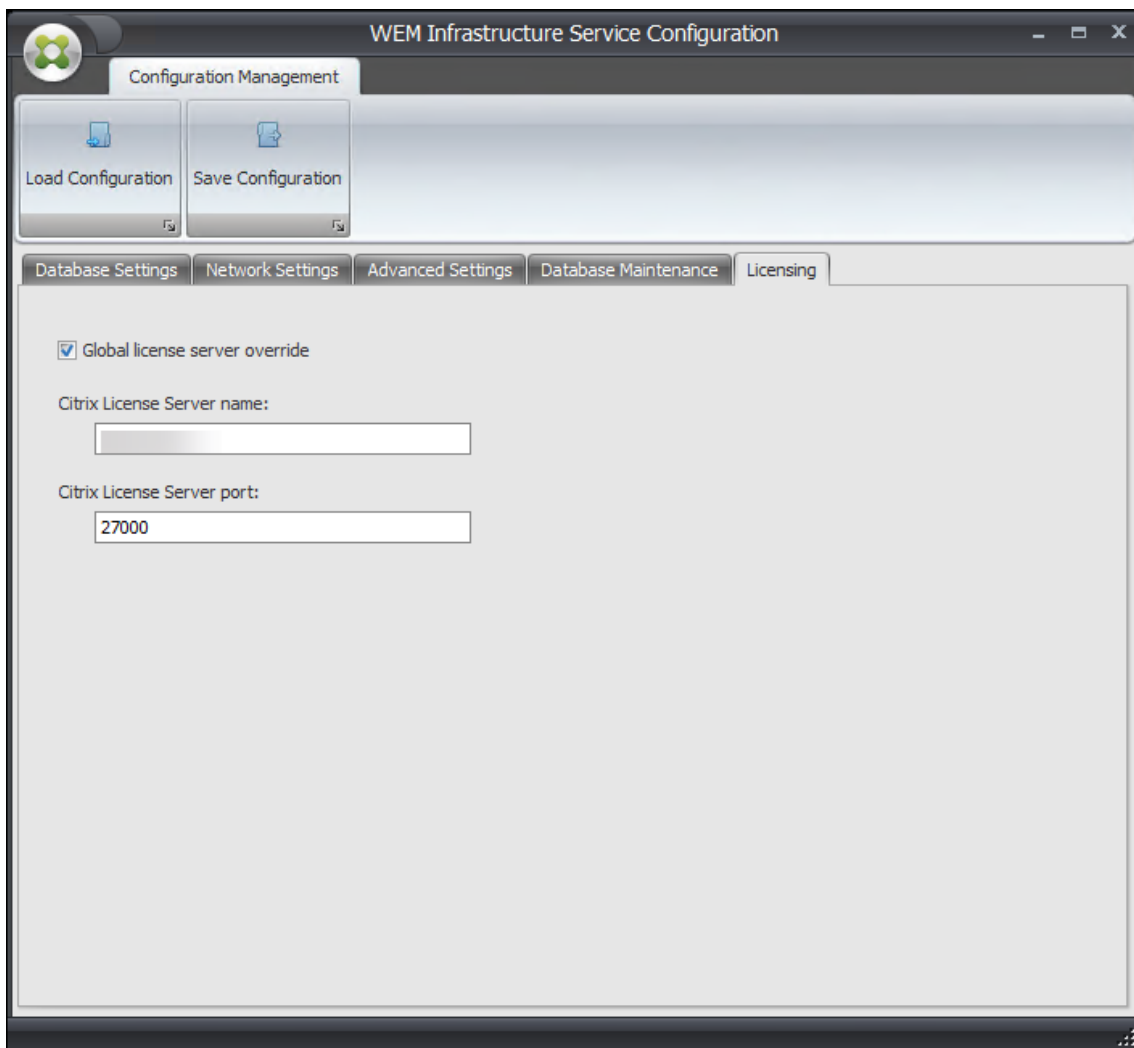 WEM Infrastructure Service Configuration
Configuration Management
Load Configuration
Save Configuration
Database Settings
Network Settings
Advanced Settings
Database Maintenance
Licensing
Global license server override
Citrix License Server name:
Citrix License Server port:
27000